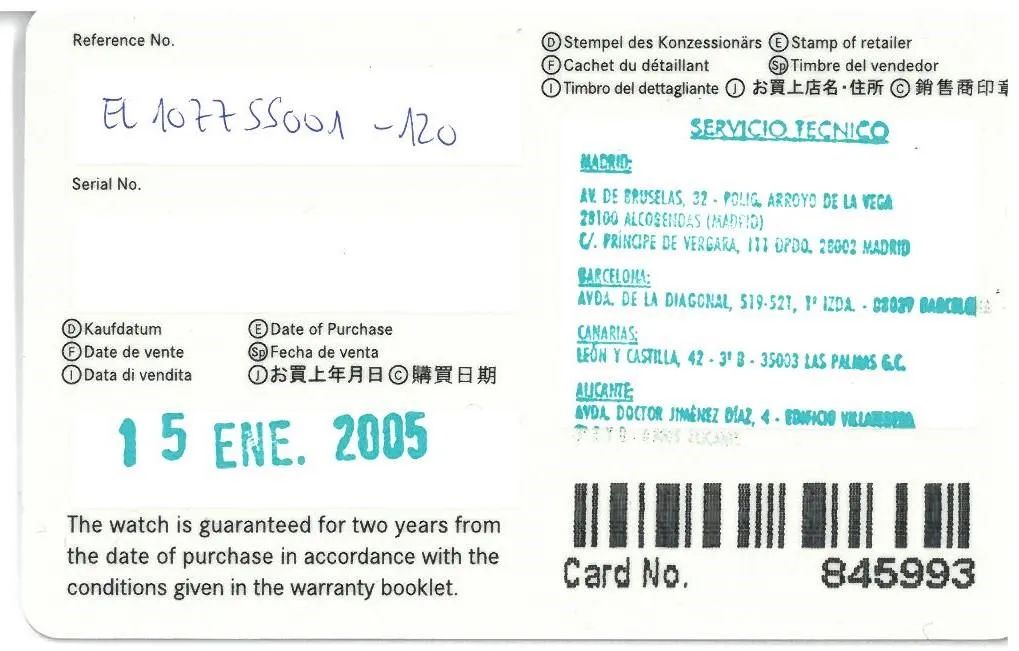 Reference No.
EL 107755001 -120
Serial No.
Ⓓ Kaufdatum Ⓔ Date of Purchase
Ⓕ Date de vente Ⓢⓟ Fecha de venta
Ⓘ Data di vendita Ⓙ お買上年月日 Ⓒ 購買日期
15 ENE. 2005
The watch is guaranteed for two years from
the date of purchase in accordance with the
conditions given in the warranty booklet.
Ⓓ Stempel des Konzessionärs Ⓔ Stamp of retailer
Ⓕ Cachet du détaillant Ⓢⓟ Timbre del vendedor
Ⓘ Timbro del dettagliante Ⓙ お買上店名・住所 Ⓒ 銷售商印章
SERVICIO TECNICO
MADRID:
AV. DE BRUSELAS, 32 - POLIG. ARROYO DE LA VEGA
28100 ALCOBENDAS (MADRID)
C/. PRÍNCIPE DE VERGARA, 111 DPDO. 28002 MADRID
BARCELONA:
AVDA. DE LA DIAGONAL, 519-521, 1º IZDA. - BARCELONA
CANARIAS:
LEÓN Y CASTILLA, 42 - 3º B - 35003 LAS PALMAS G.C.
ALICANTE:
AVDA. DOCTOR JIMÉNEZ DÍAZ, 4 - EDIFICIO
Card No. 845993